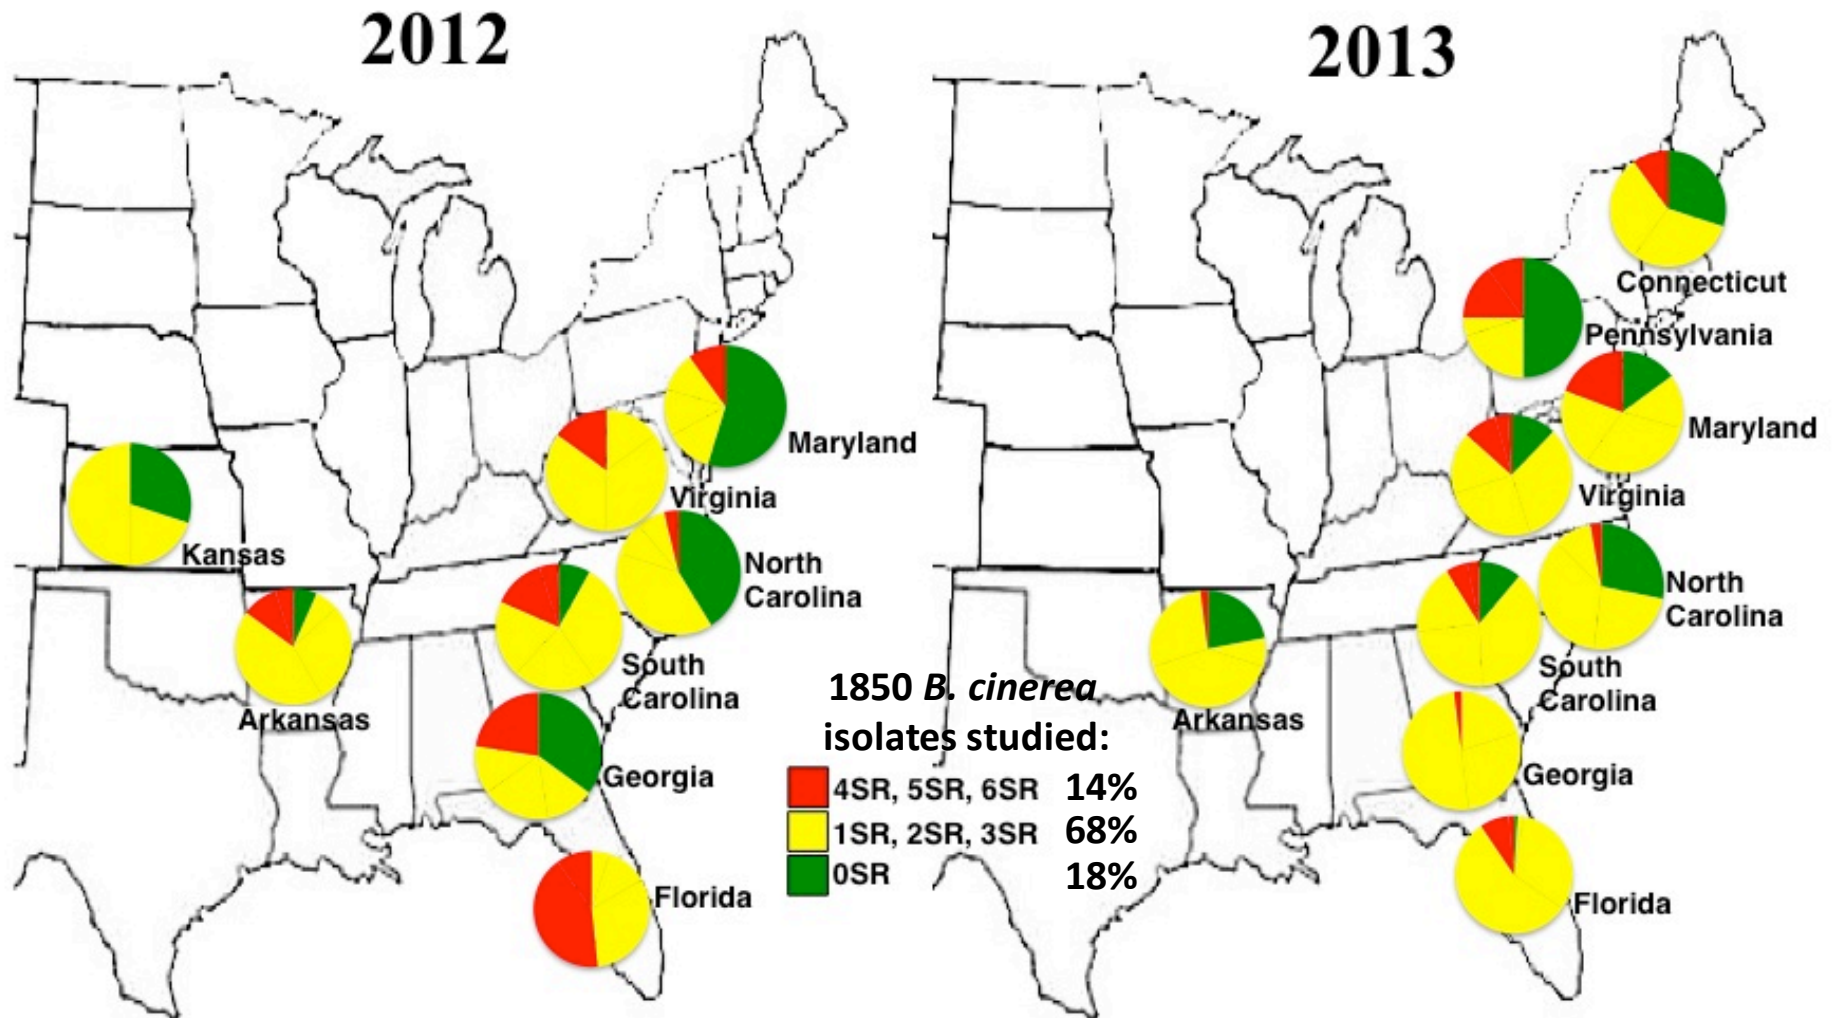 2012
Maryland
Virginia
Kansas
North
Carolina
South
Carolina
Arkansas
Georgia
Florida
2013
Connecticut
Pennsylvania
Maryland
Virginia
North
Carolina
South
Carolina
Arkansas
Georgia
Florida
1850 B. cinerea
isolates studied:
4SR, 5SR, 6SR 14%
1SR, 2SR, 3SR 68%
0SR 18%